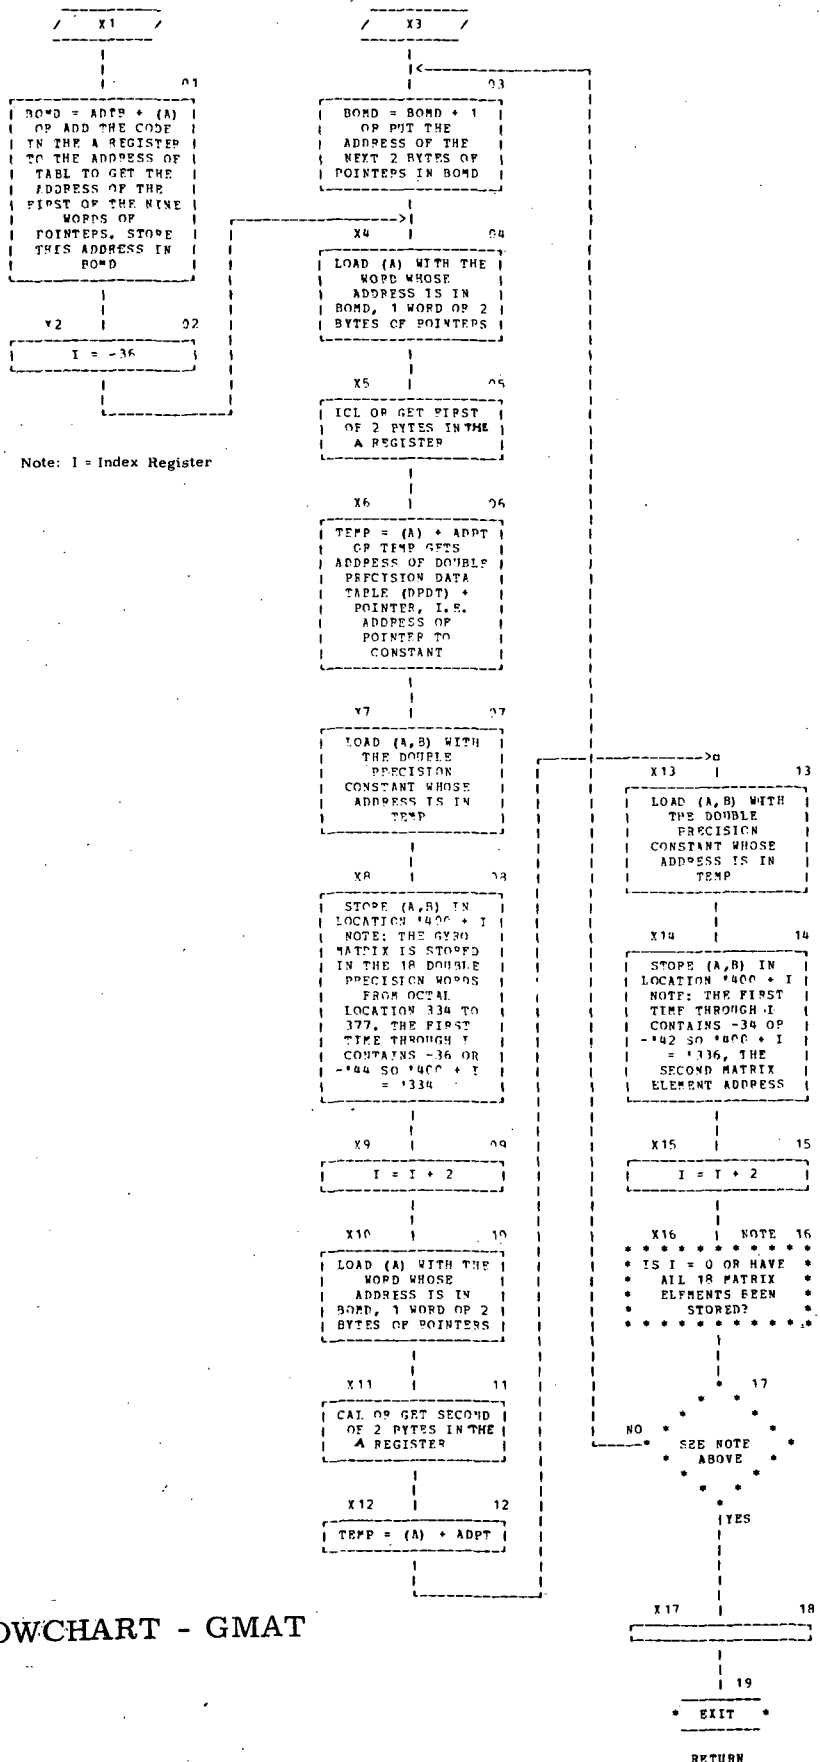 / X1 /
01
BOMD = ADTB + (A)
OR ADD THE CODE
IN THE A REGISTER
TO THE ADDRESS OF
TABL TO GET THE
ADDRESS OF THE
FIRST OF THE NINE
WORDS OF
POINTERS. STORE
THIS ADDRESS IN
BOMD
X2 02
I = -36
Note: I = Index Register
/ X3 /
03
BOMD = BOMD + 1
OR PUT THE
ADDRESS OF THE
NEXT 2 BYTES OF
POINTERS IN BOMD
X4 04
LOAD (A) WITH THE
WORD WHOSE
ADDRESS IS IN
BOMD, 1 WORD OR 2
BYTES OF POINTERS
X5 05
ICL OR GET FIRST
OF 2 BYTES IN THE
A REGISTER
X6 06
TEMP = (A) + ADPT
OR TEMP GETS
ADDRESS OF DOUBLE
PRECISION DATA
TABLE (DPDT) +
POINTER, I.E.
ADDRESS OF
POINTER TO
CONSTANT
X7 07
LOAD (A,B) WITH
THE DOUBLE
PRECISION
CONSTANT WHOSE
ADDRESS IS IN
TEMP
X8 08
STORE (A,B) IN
LOCATION '400 + I
NOTE: THE GYRO
MATRIX IS STORED
IN THE 18 DOUBLE
PRECISION WORDS
FROM OCTAL
LOCATION 334 TO
377. THE FIRST
TIME THROUGH I
CONTAINS -36 OR
-'44 SO '400 + I
= '334
X9 09
I = I + 2
X10 10
LOAD (A) WITH THE
WORD WHOSE
ADDRESS IS IN
BOMD, 1 WORD OR 2
BYTES OF POINTERS
X11 11
CAL OR GET SECOND
OF 2 BYTES IN THE
A REGISTER
X12 12
TEMP = (A) + ADPT
X13 13
LOAD (A,B) WITH
THE DOUBLE
PRECISION
CONSTANT WHOSE
ADDRESS IS IN
TEMP
X14 14
STORE (A,B) IN
LOCATION '400 + I
NOTE: THE FIRST
TIME THROUGH I
CONTAINS -34 OR
-'42 SO '400 + I
= '336, THE
SECOND MATRIX
ELEMENT ADDRESS
X15 15
I = I + 2
X16 NOTE 16
IS I = 0 OR HAVE
ALL 18 MATRIX
ELEMENTS BEEN
STORED?
17
NO
SEE NOTE
ABOVE
YES
X17 18
19
EXIT
RETURN
OWCHART - GMAT